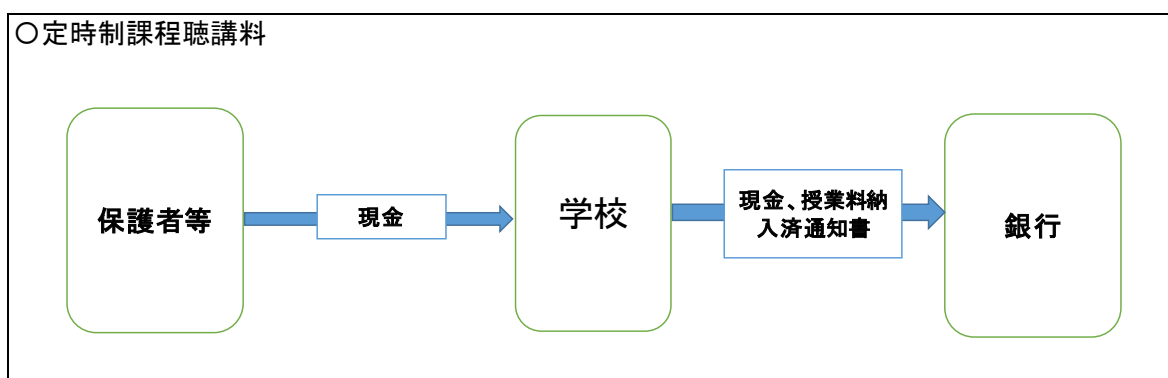 〇定時制課程聴講料
保護者等
現金
学校
現金、授業料納
入済通知書
銀行